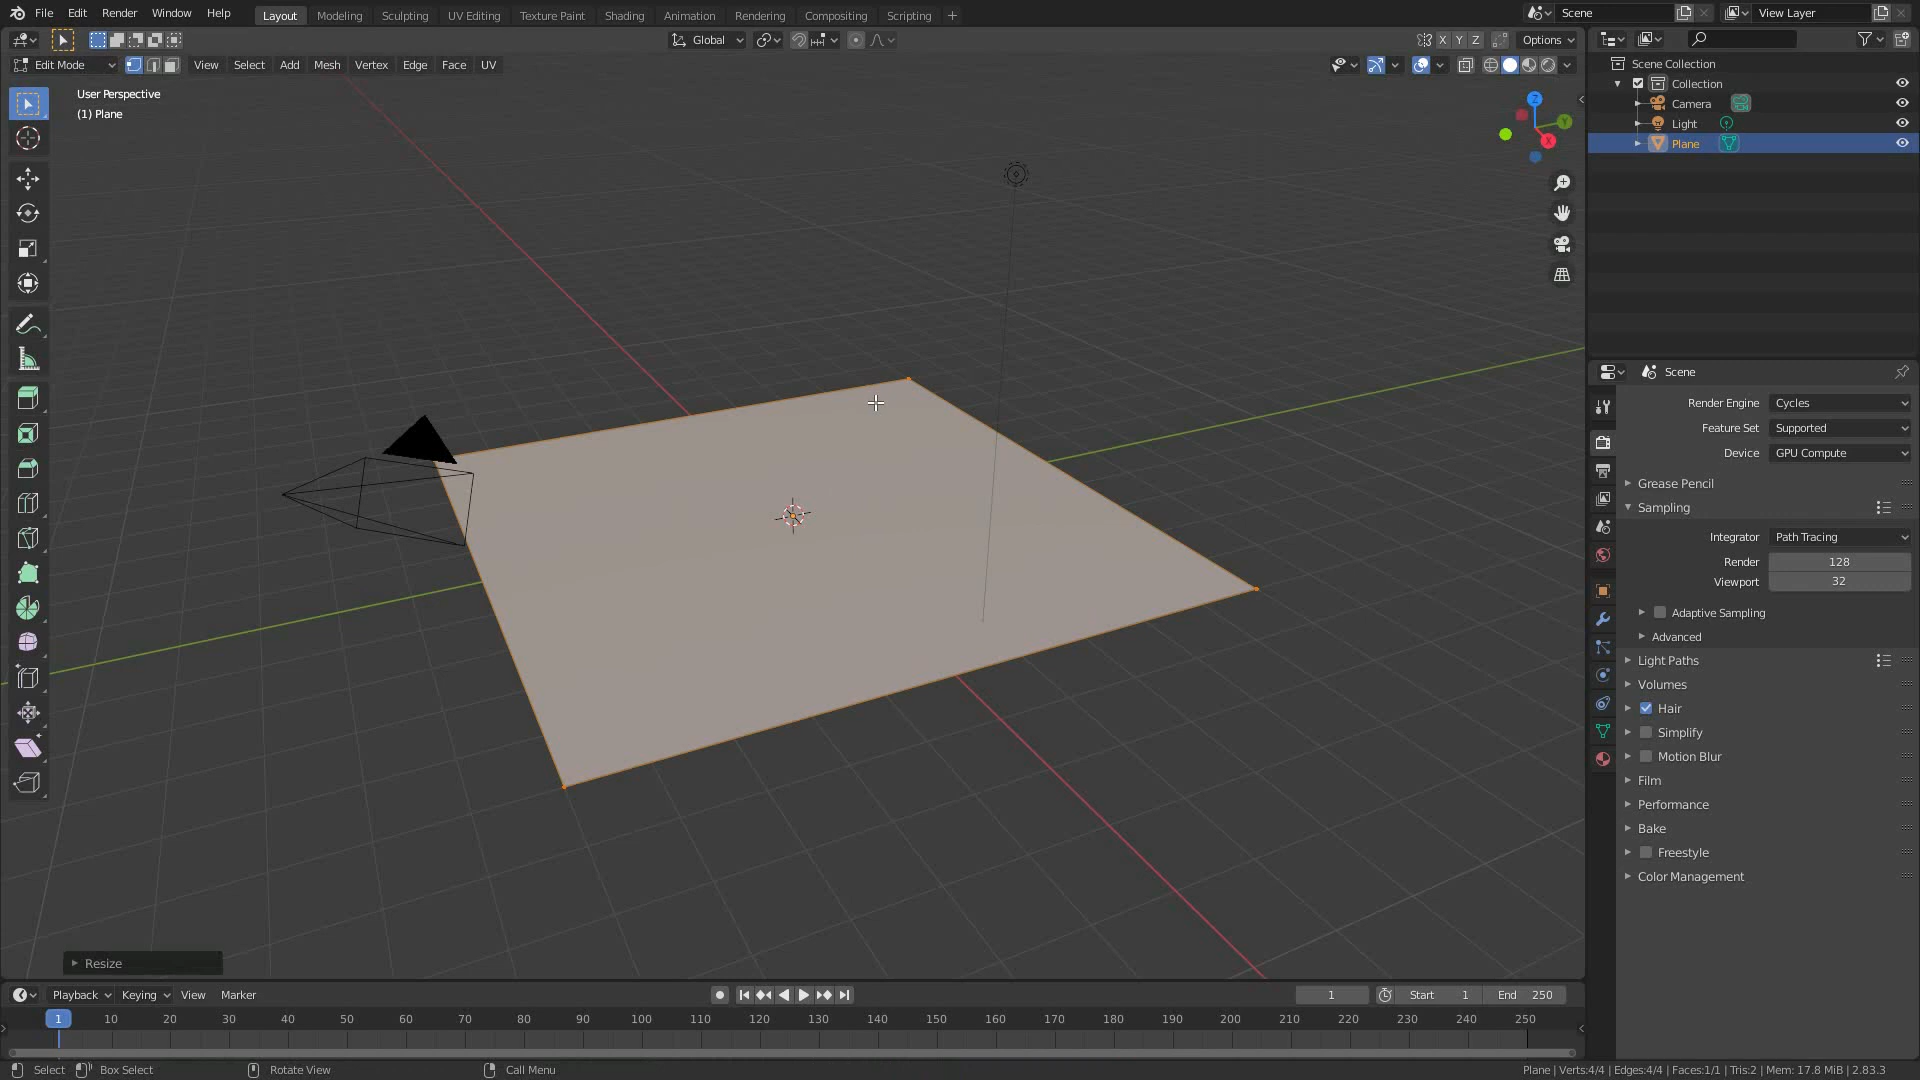 File Edit Render Window Help Layout Modeling Sculpting UV Editing Texture Paint Shading Animation Rendering Compositing Scripting + Scene View Layer
Global X Y Z Options
Edit Mode View Select Add Mesh Vertex Edge Face UV
User Perspective
(1) Plane
Z
Y
X
Scene Collection
Collection
Camera
Light
Plane
Scene
Render Engine Cycles
Feature Set Supported
Device GPU Compute
Grease Pencil
Sampling
Integrator Path Tracing
Render 128
Viewport 32
Adaptive Sampling
Advanced
Light Paths
Volumes
Hair
Simplify
Motion Blur
Film
Performance
Bake
Freestyle
Color Management
Resize
Playback Keying View Marker 1 Start 1 End 250
1 10 20 30 40 50 60 70 80 90 100 110 120 130 140 150 160 170 180 190 200 210 220 230 240 250
Select Box Select Rotate View Call Menu Plane | Verts:4/4 | Edges:4/4 | Faces:1/1 | Tris:2 | Mem: 17.8 MiB | 2.83.3